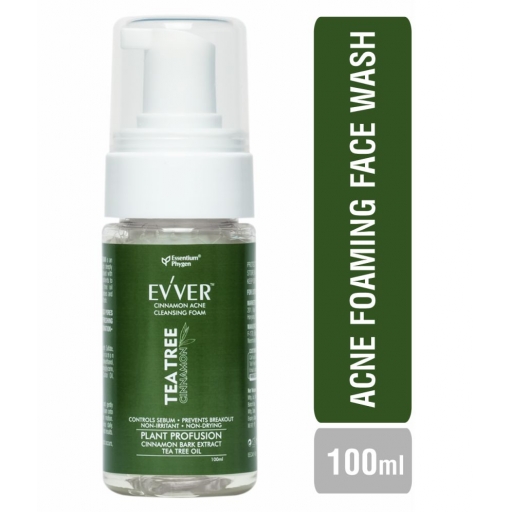 Essentium®
Phygen
EVVER™
CINNAMON ACNE
CLEANSING FOAM
TEA TREE
CINNAMON
CONTROLS SEBUM + PREVENTS BREAKOUT
NON-IRRITANT + NON-DRYING
PLANT PROFUSION
CINNAMON BARK EXTRACT
TEA TREE OIL
100ml
ACNE FOAMING FACE WASH
100ml